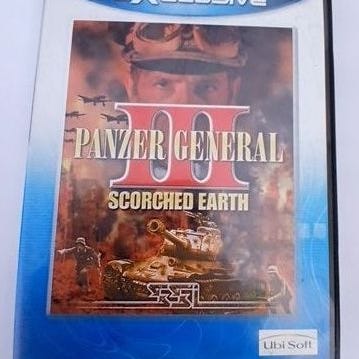 EXCLUSIVE
III
PANZER GENERAL
SCORCHED EARTH
SSI
Ubi Soft